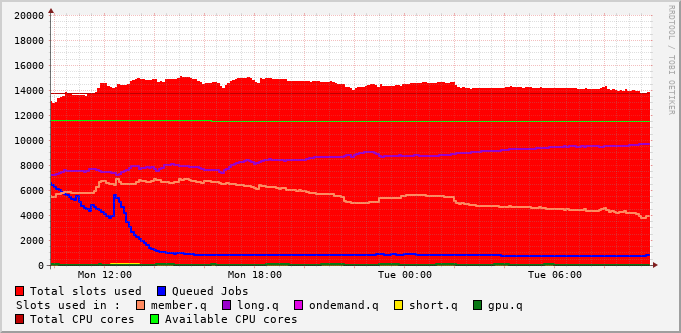 20000
18000
16000
14000
12000
10000
8000
6000
4000
2000
0
Mon 12:00 Mon 18:00 Tue 00:00 Tue 06:00
Total slots used Queued Jobs
Slots used in : member.q long.q ondemand.q short.q gpu.q
Total CPU cores Available CPU cores
RRDTOOL / TOBI OETIKER